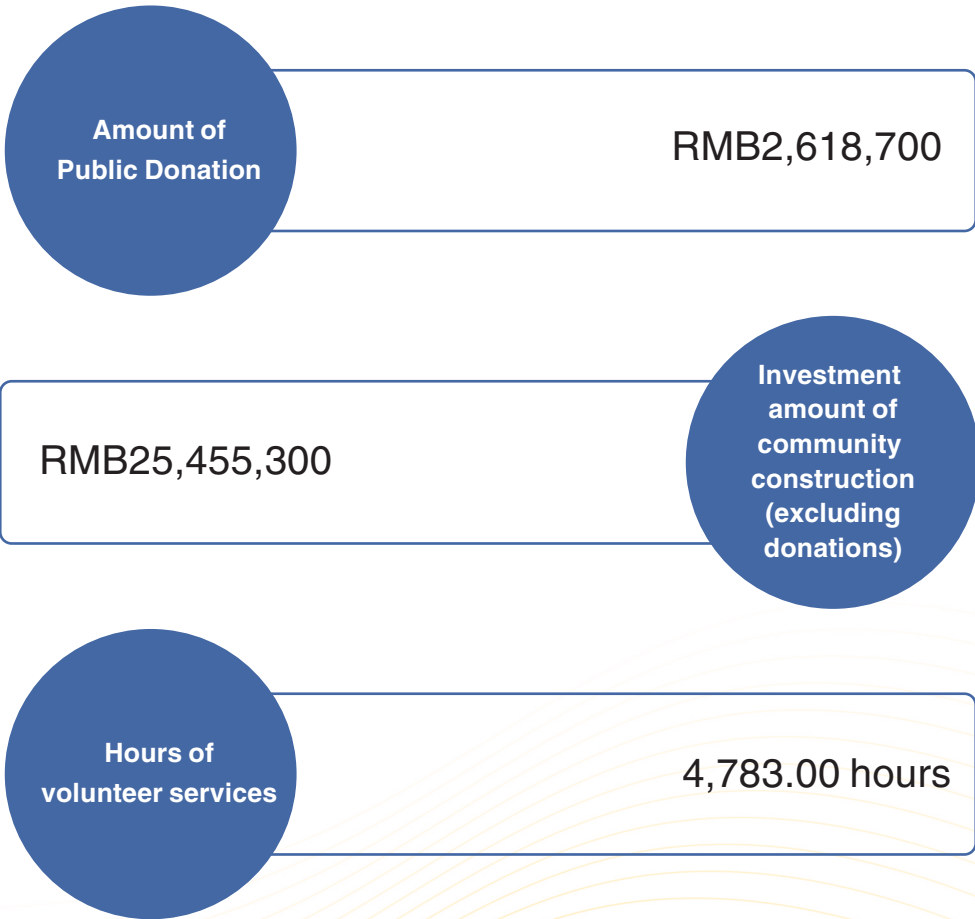 Amount of
Public Donation
RMB2,618,700
RMB25,455,300
Investment
amount of
community
construction
(excluding
donations)
Hours of
volunteer services
4,783.00 hours